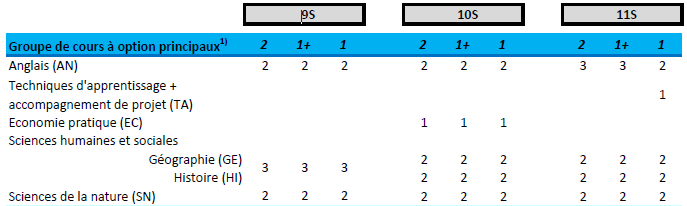 9S 10S 11S
Groupe de cours à option principaux1) 2 1+ 1 2 1+ 1 2 1+ 1
Anglais (AN) 2 2 2 2 2 2 3 3 2
Techniques d'apprentissage +
accompagnement de projet (TA) 1
Economie pratique (EC) 1 1 1
Sciences humaines et sociales
Géographie (GE) 2 2 2 2 2 2
3 3 3
Histoire (HI) 2 2 2 2 2 2
Sciences de la nature (SN) 2 2 2 2 2 2 2 2 2